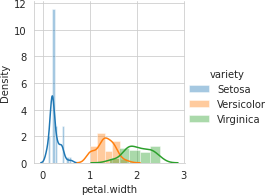 12
10
8
6
4
2
0
Density
0
1
2
3
petal.width
variety
Setosa
Versicolor
Virginica